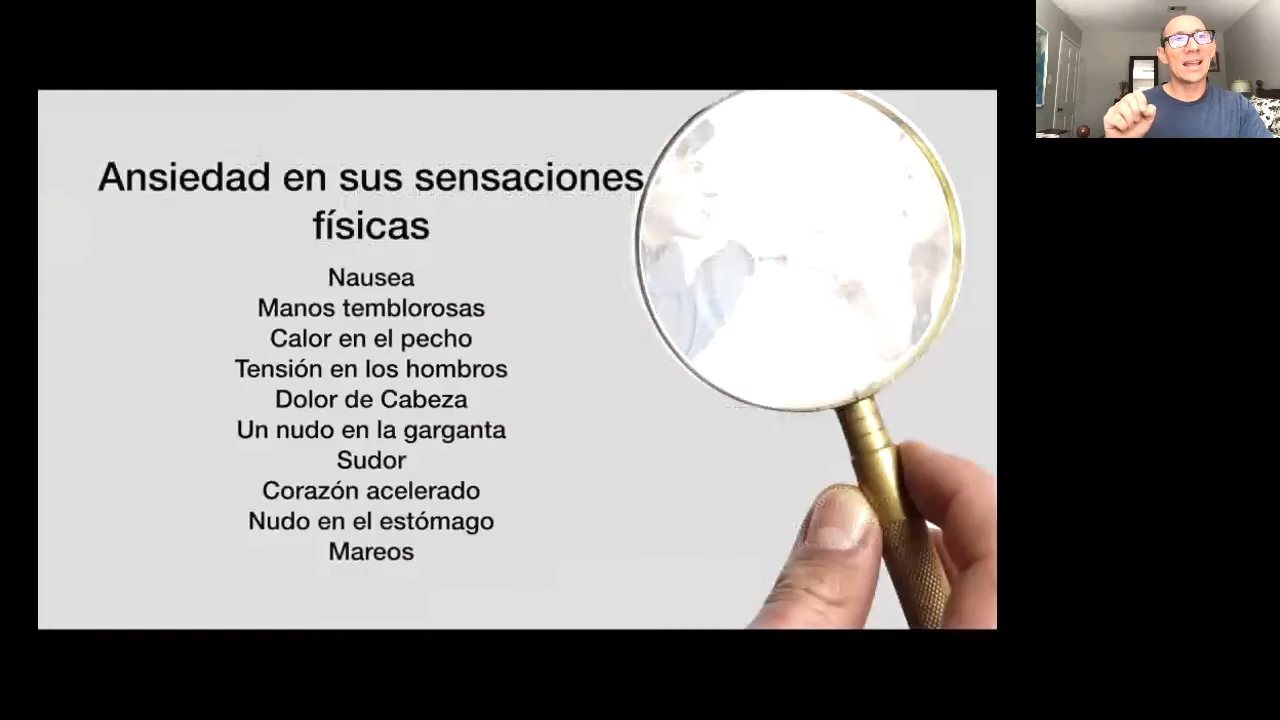 Ansiedad en sus sensaciones
físicas
Nausea
Manos temblorosas
Calor en el pecho
Tensión en los hombros
Dolor de Cabeza
Un nudo en la garganta
Sudor
Corazón acelerado
Nudo en el estómago
Mareos